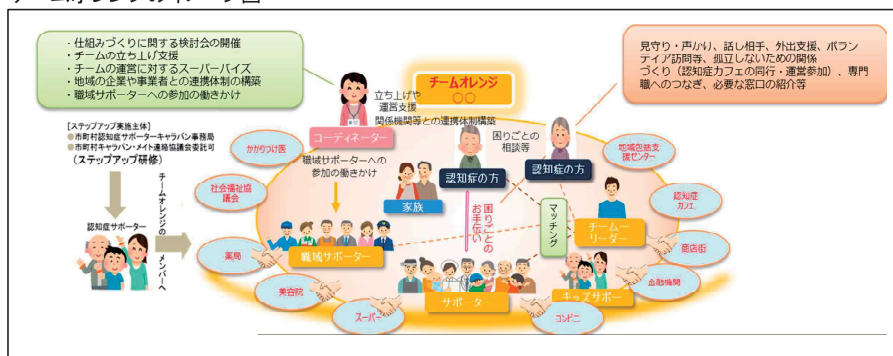 ・仕組みづくりに関する検討会の開催
・チームの立ち上げ支援
・チームの運営に対するスーパーバイズ
・地域の企業や事業者との連携体制の構築
・職域サポーターへの参加の働きかけ
チームオレンジ
〇〇
見守り・声かけ、話し相手、外出支援、ボラン
ティア訪問等、孤立しないための関係
づくり（認知症カフェの同行・運営参加）、専門
職へのつなぎ、必要な窓口の紹介等
立ち上げや
運営支援
関係機関等との連携体制構築
コーディネーター
困りごとの
相談等
[ステップアップ実施主体]
●市町村認知症サポーターキャラバン事務局
●市町村キャラバン・メイト連絡協議会委託可
（ステップアップ研修）
チームオレンジの
メンバーへ
認知症サポーター
かかりつけ医
職域サポーターへの
参加の働きかけ
認知症の方
認知症の方
地域包括支
援センター
社会福祉協
議会
家族
困りごとの
お手伝い
マッチング
チームー
リーダー
認知症
カフェ
薬局
職域サポーター
商店街
美容院
サポータ
キッズサポー
金融機関
スーパー
コンビニ